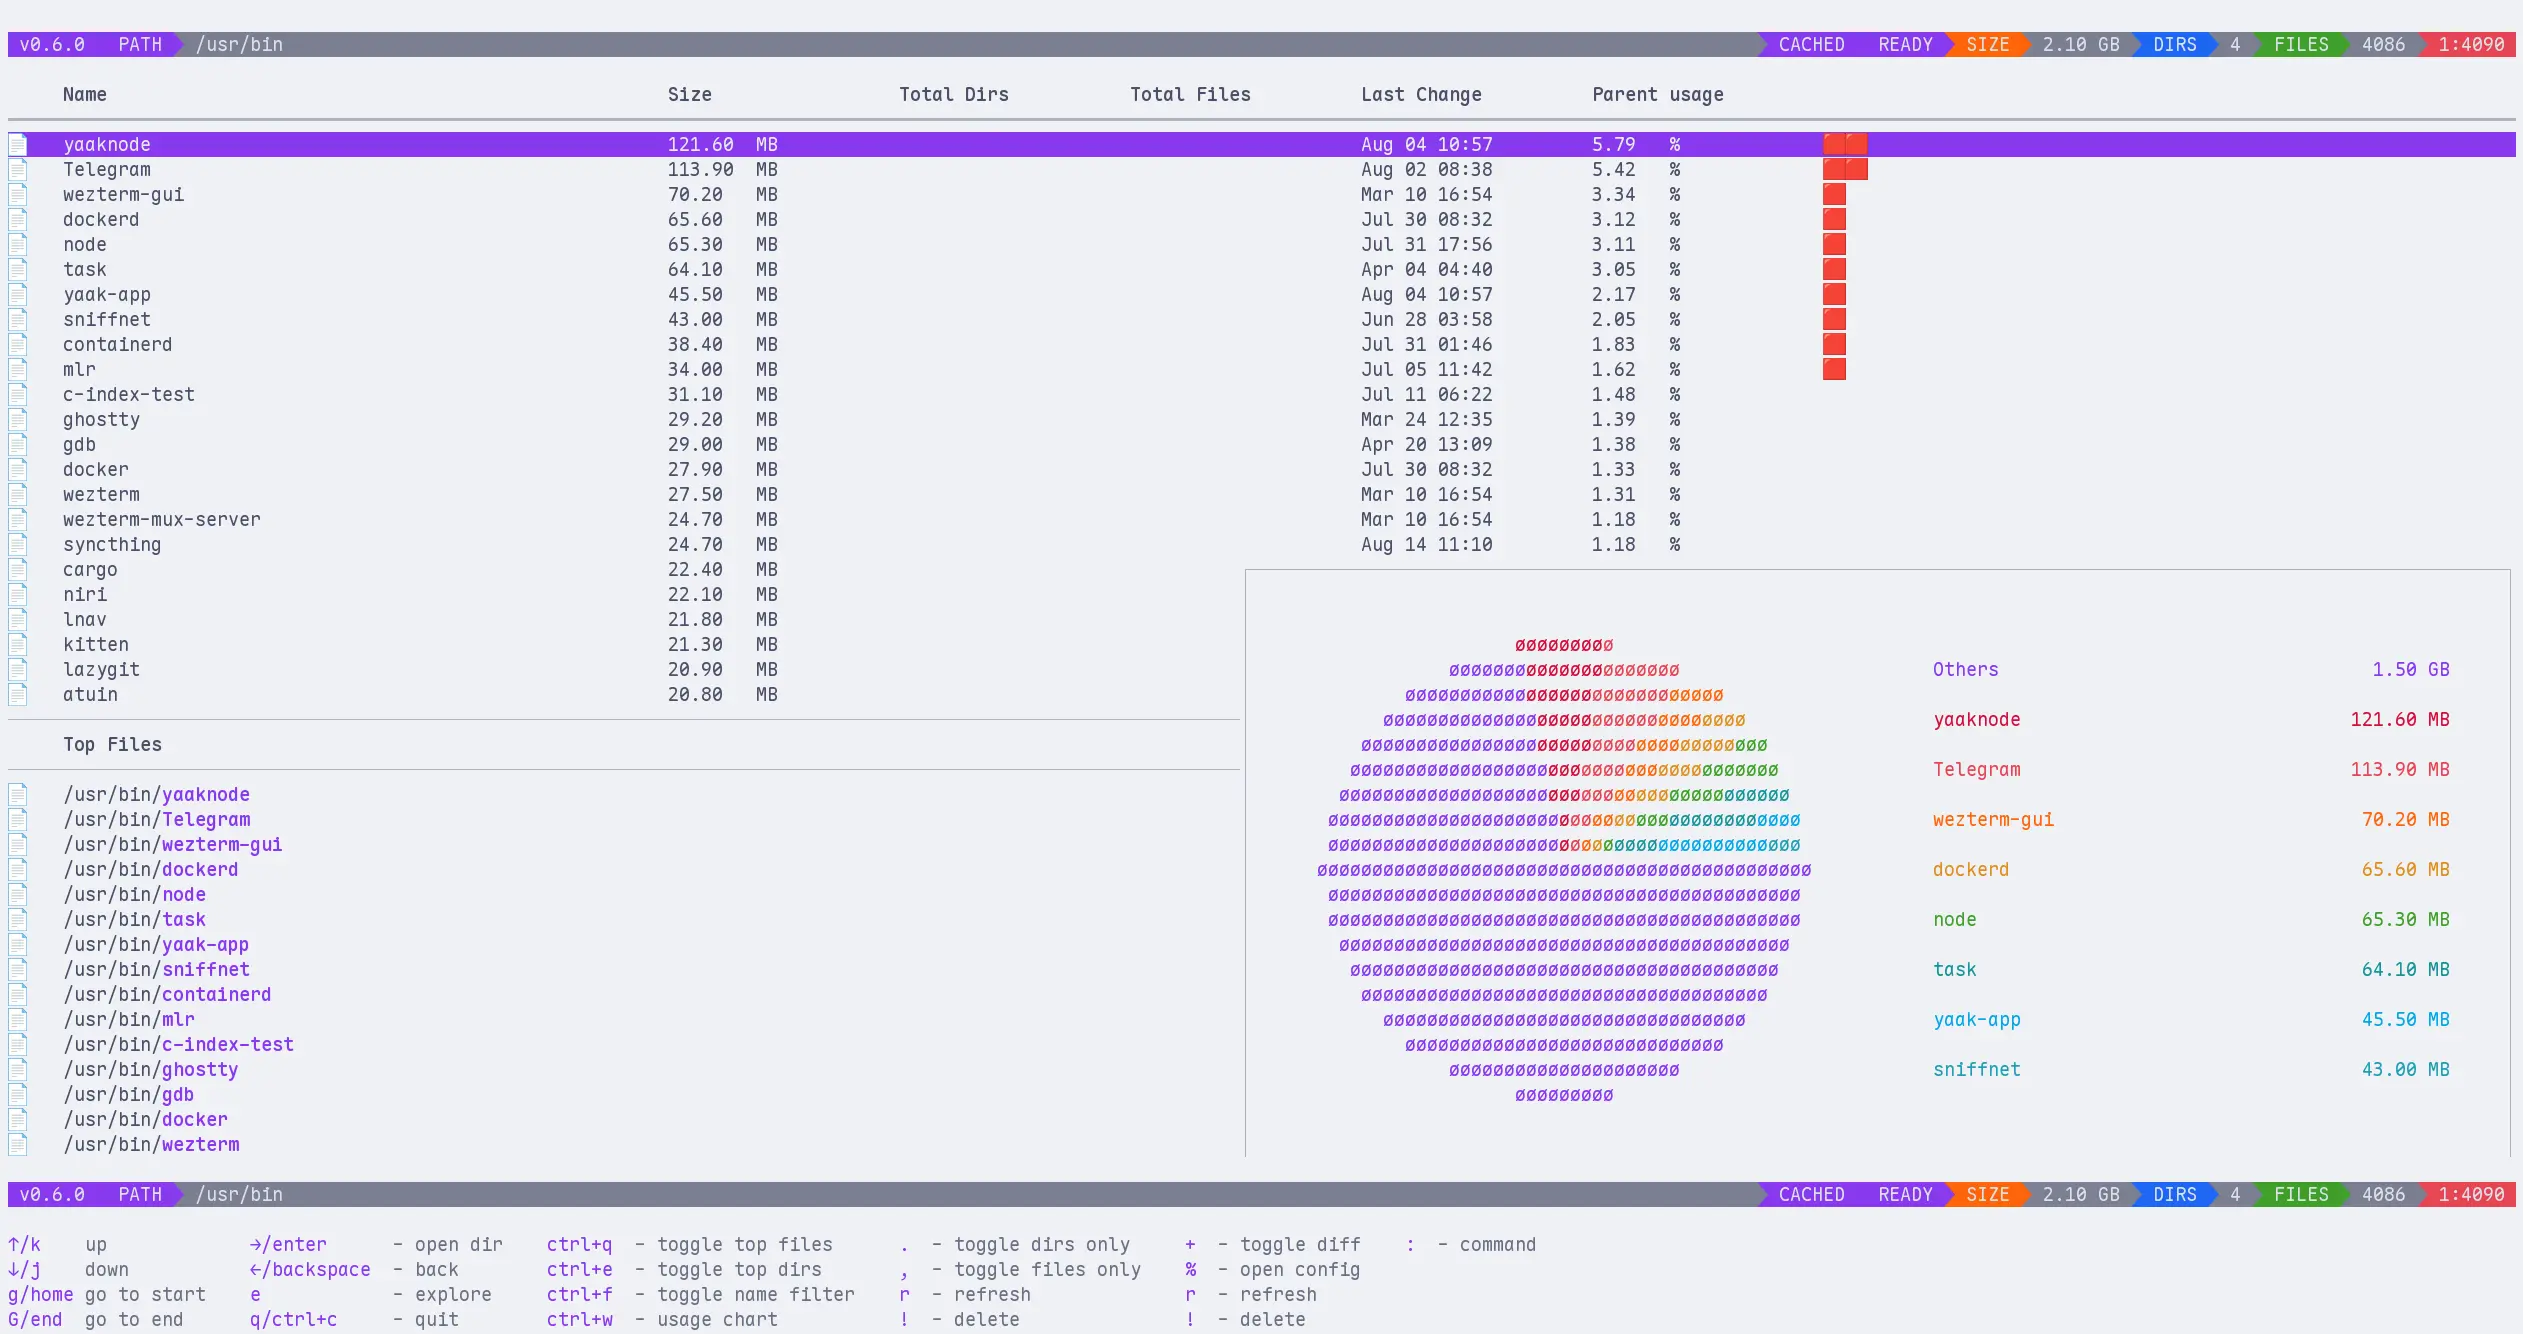 v0.6.0 PATH /usr/bin CACHED READY SIZE 2.10 GB DIRS 4 FILES 4086 1:4090
Name Size Total Dirs Total Files Last Change Parent usage
yaaknode 121.60 MB Aug 04 10:57 5.79 %
Telegram 113.90 MB Aug 02 08:38 5.42 %
wezterm-gui 70.20 MB Mar 10 16:54 3.34 %
dockerd 65.60 MB Jul 30 08:32 3.12 %
node 65.30 MB Jul 31 17:56 3.11 %
task 64.10 MB Apr 04 04:40 3.05 %
yaak-app 45.50 MB Aug 04 10:57 2.17 %
sniffnet 43.00 MB Jun 28 03:58 2.05 %
containerd 38.40 MB Jul 31 01:46 1.83 %
mlr 34.00 MB Jul 05 11:42 1.62 %
c-index-test 31.10 MB Jul 11 06:22 1.48 %
ghostty 29.20 MB Mar 24 12:35 1.39 %
gdb 29.00 MB Apr 20 13:09 1.38 %
docker 27.90 MB Jul 30 08:32 1.33 %
wezterm 27.50 MB Mar 10 16:54 1.31 %
wezterm-mux-server 24.70 MB Mar 10 16:54 1.18 %
syncthing 24.70 MB Aug 14 11:10 1.18 %
cargo 22.40 MB
niri 22.10 MB
lnav 21.80 MB
kitten 21.30 MB
lazygit 20.90 MB
atuin 20.80 MB
Top Files
/usr/bin/yaaknode
/usr/bin/Telegram
/usr/bin/wezterm-gui
/usr/bin/dockerd
/usr/bin/node
/usr/bin/task
/usr/bin/yaak-app
/usr/bin/sniffnet
/usr/bin/containerd
/usr/bin/mlr
/usr/bin/c-index-test
/usr/bin/ghostty
/usr/bin/gdb
/usr/bin/docker
/usr/bin/wezterm
Others 1.50 GB
yaaknode 121.60 MB
Telegram 113.90 MB
wezterm-gui 70.20 MB
dockerd 65.60 MB
node 65.30 MB
task 64.10 MB
yaak-app 45.50 MB
sniffnet 43.00 MB
v0.6.0 PATH /usr/bin CACHED READY SIZE 2.10 GB DIRS 4 FILES 4086 1:4090
↑/k up →/enter - open dir ctrl+q - toggle top files . - toggle dirs only + - toggle diff : - command
↓/j down ←/backspace - back ctrl+e - toggle top dirs , - toggle files only % - open config
g/home go to start e - explore ctrl+f - toggle name filter r - refresh r - refresh
G/end go to end q/ctrl+c - quit ctrl+w - usage chart ! - delete ! - delete